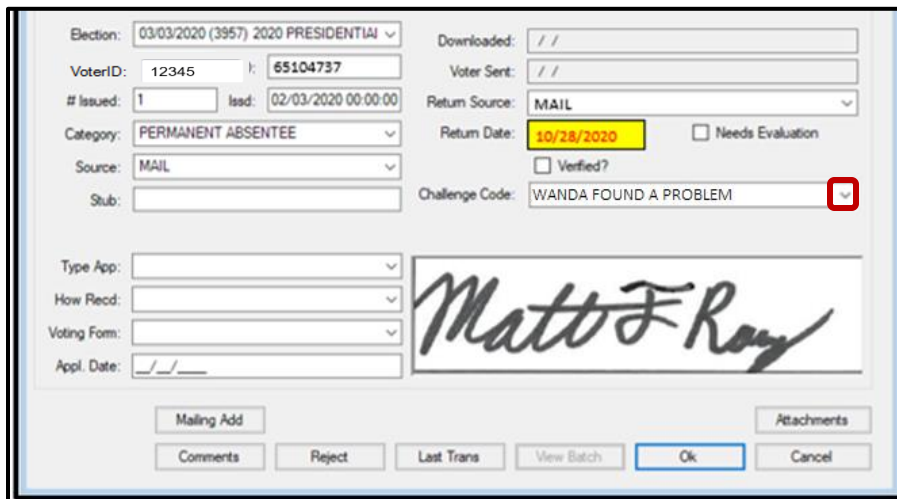 Election: 03/03/2020 (3957) 2020 PRESIDENTIAI
Downloaded: / /
VoterID: 12345 ): 65104737
Voter Sent: / /
# Issued: 1 Issd: 02/03/2020 00:00:00
Return Source: MAIL
Category: PERMANENT ABSENTEE
Return Date: 10/28/2020 Needs Evaluation
Source: MAIL
Verified?
Stub:
Challenge Code: WANDA FOUND A PROBLEM
Type App:
How Recd:
Voting Form:
Appl. Date: _/_/__
Matt F Roy
Mailing Add
Attachments
Comments Reject Last Trans View Batch Ok Cancel